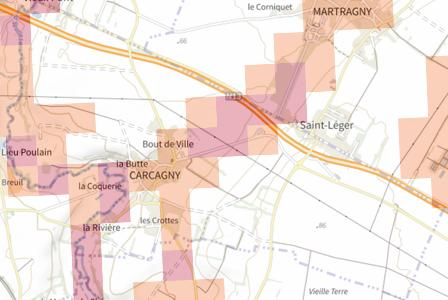 le Corniquet
MARTRAGNY
66
Saint-Léger
Bout de Ville
Lieu Poulain
la Butte
CARCAGNY
Breuil
la Coquerie
les Crottes
la Rivière
86
Vieille Terre